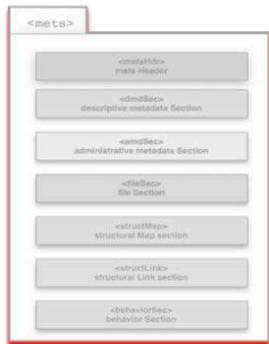 <mets>
<metsHdr>
mets Header
<dmdSec>
descriptive metadata Section
<amdSec>
administrative metadata Section
<fileSec>
file Section
<structMap>
structural Map section
<structLink>
structural Link section
<behaviorSec>
behavior Section